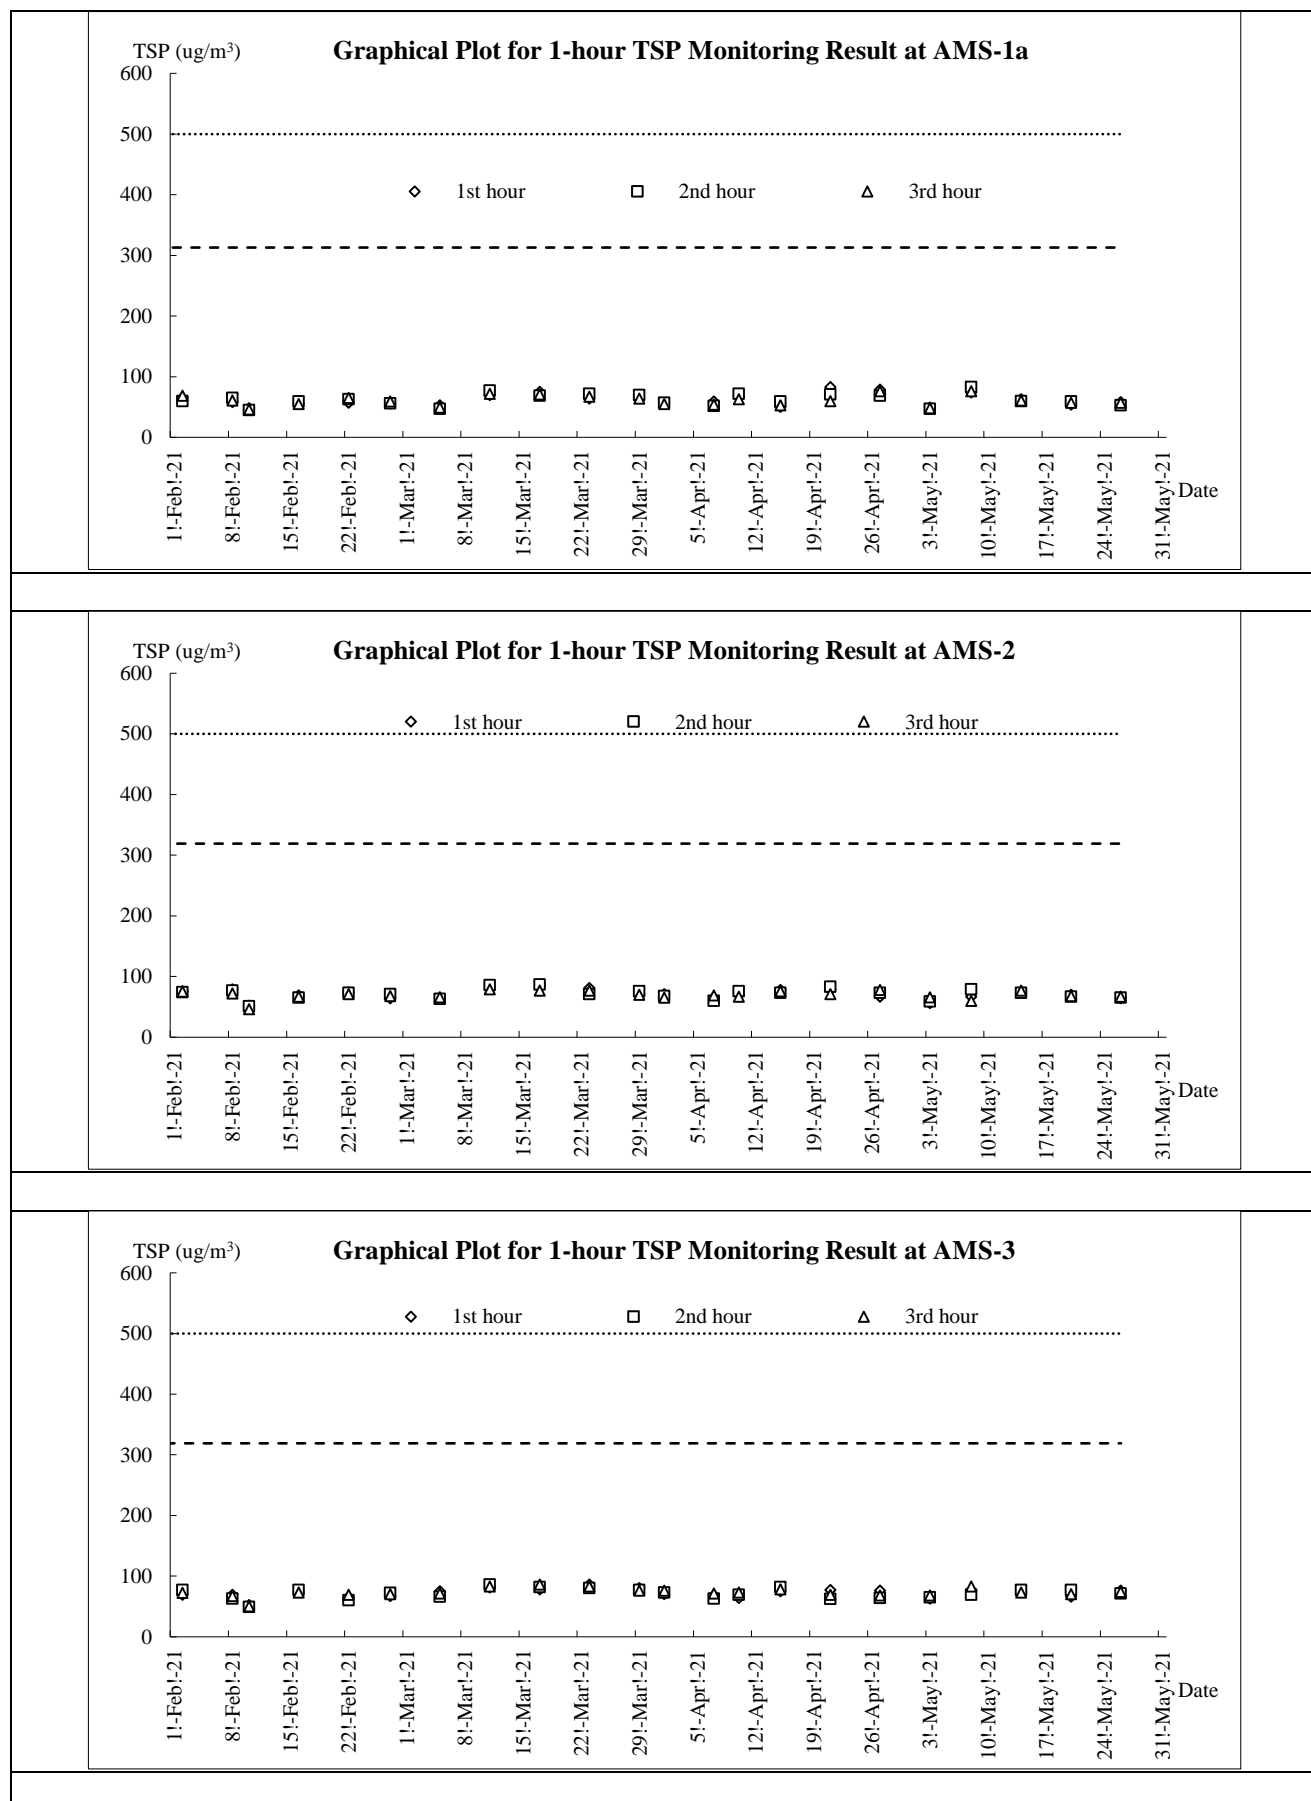 TSP (ug/m³) Graphical Plot for 1-hour TSP Monitoring Result at AMS-1a
600
500
1st hour 2nd hour 3rd hour
400
300
200
100
0
1!-Feb!-21 8!-Feb!-21 15!-Feb!-21 22!-Feb!-21 1!-Mar!-21 8!-Mar!-21 15!-Mar!-21 22!-Mar!-21 29!-Mar!-21 5!-Apr!-21 12!-Apr!-21 19!-Apr!-21 26!-Apr!-21 3!-May!-21 10!-May!-21 17!-May!-21 24!-May!-21 31!-May!-21 Date
TSP (ug/m³) Graphical Plot for 1-hour TSP Monitoring Result at AMS-2
600
1st hour 2nd hour 3rd hour
500
400
300
200
100
0
1!-Feb!-21 8!-Feb!-21 15!-Feb!-21 22!-Feb!-21 1!-Mar!-21 8!-Mar!-21 15!-Mar!-21 22!-Mar!-21 29!-Mar!-21 5!-Apr!-21 12!-Apr!-21 19!-Apr!-21 26!-Apr!-21 3!-May!-21 10!-May!-21 17!-May!-21 24!-May!-21 31!-May!-21 Date
TSP (ug/m³) Graphical Plot for 1-hour TSP Monitoring Result at AMS-3
600
1st hour 2nd hour 3rd hour
500
400
300
200
100
0
1!-Feb!-21 8!-Feb!-21 15!-Feb!-21 22!-Feb!-21 1!-Mar!-21 8!-Mar!-21 15!-Mar!-21 22!-Mar!-21 29!-Mar!-21 5!-Apr!-21 12!-Apr!-21 19!-Apr!-21 26!-Apr!-21 3!-May!-21 10!-May!-21 17!-May!-21 24!-May!-21 31!-May!-21 Date